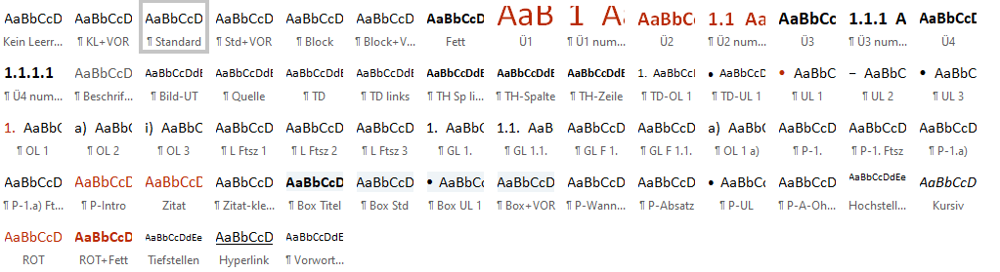 AaBbCcD AaBbCcD AaBbCcD AaBbCcD AaBbCcD AaBbCcD AaBbCcD AaB 1 A AaBbCc 1.1 Aa AaBbCc 1.1.1 A AaBbCcD
Kein Leerr... ¶ KL+VOR ¶ Standard ¶ Std+VOR ¶ Block ¶ Block+V... Fett Ü1 ¶ Ü1 num... Ü2 ¶ Ü2 num... Ü3 ¶ Ü3 num... Ü4
1.1.1.1 AaBbCcD AaBbCcDdE AaBbCcDdE AaBbCcDdE AaBbCcDdE AaBbCcDdE AaBbCcDdE AaBbCcDdE 1. AaBbCcI • AaBbCcD • AaBbC – AaBbC • AaBbC
¶ Ü4 num... ¶ Beschrif... ¶ Bild-UT ¶ Quelle ¶ TD ¶ TD links ¶ TH Sp li... ¶ TH-Spalte ¶ TH-Zeile ¶ TD-OL 1 ¶ TD-UL 1 ¶ UL 1 ¶ UL 2 ¶ UL 3
1. AaBb( a) AaBb( i) AaBb( AaBbCcD AaBbCcD AaBbCcD 1. AaBb( 1.1. AaB AaBbCcD AaBbCcD a) AaBb( AaBbCcD AaBbCcD AaBbCcD
¶ OL 1 ¶ OL 2 ¶ OL 3 ¶ L Ftsz 1 ¶ L Ftsz 2 ¶ L Ftsz 3 ¶ GL 1. ¶ GL 1.1. ¶ GL F 1. ¶ GL F 1.1. ¶ OL 1 a) ¶ P-1. ¶ P-1. Ftsz ¶ P-1.a)
AaBbCcD AaBbCcD AaBbCcD AaBbCcD AaBbCcD AaBbCcD • AaBbCc AaBbCcD AaBbCcD AaBbCcD • AaBbCc AaBbCcD AaBbCcDdEe AaBbCcD
¶ P-1.a) Ft... ¶ P-Intro Zitat ¶ Zitat-kle... ¶ Box Titel ¶ Box Std ¶ Box UL 1 ¶ Box+VOR ¶ P-Wann... ¶ P-Absatz ¶ P-UL ¶ P-A-Oh... Hochstell... Kursiv
AaBbCcD AaBbCcD AaBbCcDdEe AaBbCcD AaBbCcDdE
ROT ROT+Fett Tiefstellen Hyperlink ¶ Vorwort...